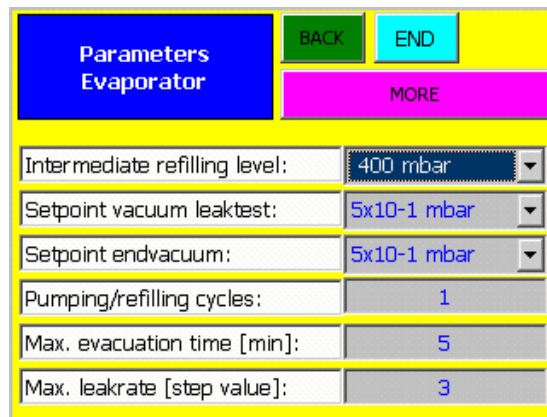 Parameters
Evaporator
BACK
END
MORE
Intermediate refilling level: 400 mbar
Setpoint vacuum leaktest: 5x10-1 mbar
Setpoint endvacuum: 5x10-1 mbar
Pumping/refilling cycles: 1
Max. evacuation time [min]: 5
Max. leakrate [step value]: 3